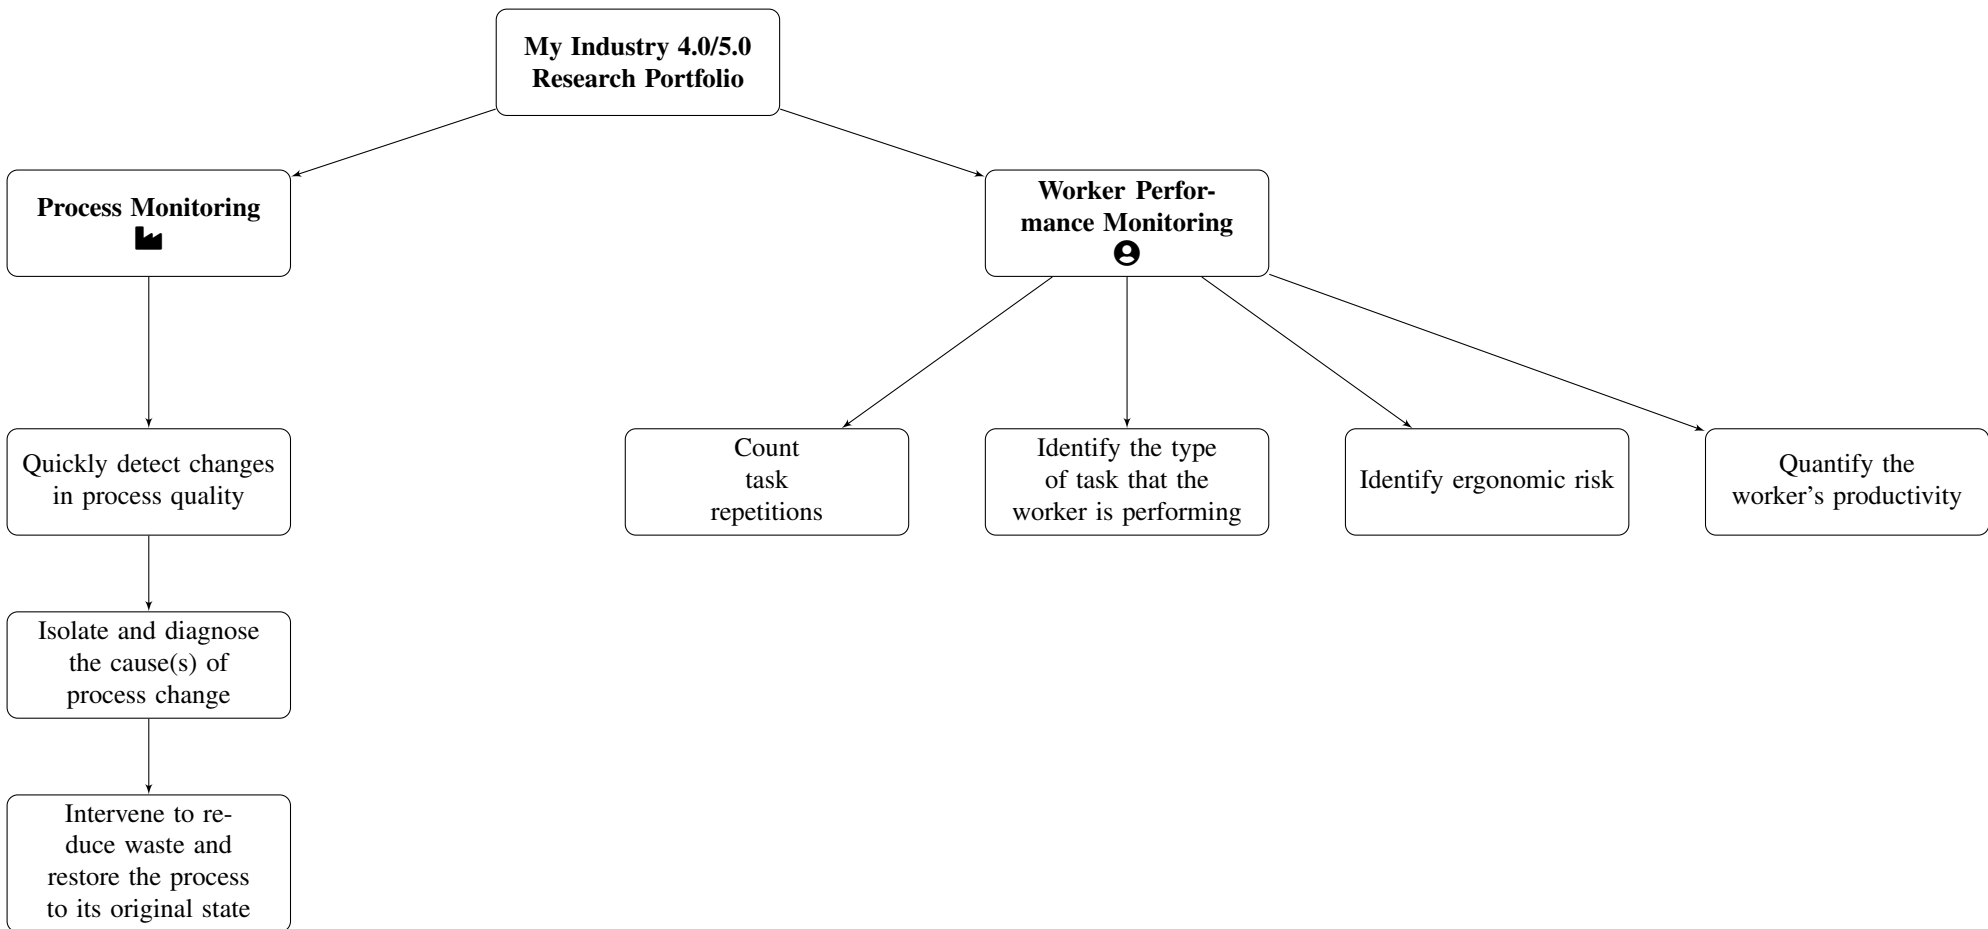 My Industry 4.0/5.0
Research Portfolio
Process Monitoring
Worker Perfor-
mance Monitoring
Quickly detect changes
in process quality
Count
task
repetitions
Identify the type
of task that the
worker is performing
Identify ergonomic risk
Quantify the
worker's productivity
Isolate and diagnose
the cause(s) of
process change
Intervene to re-
duce waste and
restore the process
to its original state